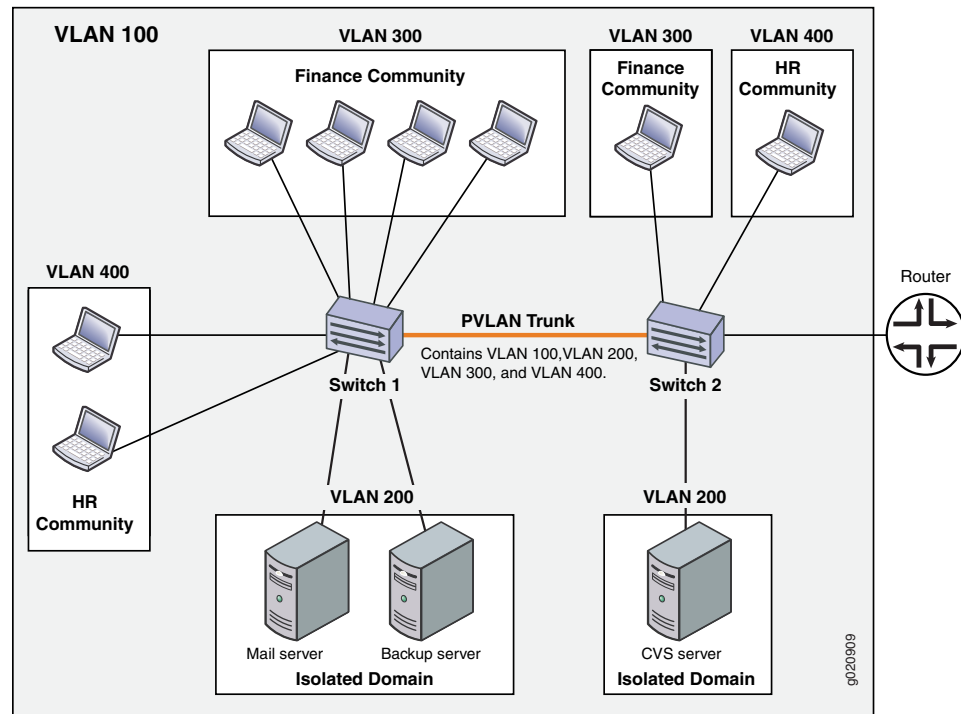 VLAN 100
VLAN 300
Finance Community
VLAN 300
Finance
Community
VLAN 400
HR
Community
VLAN 400
HR
Community
Switch 1
PVLAN Trunk
Contains VLAN 100,VLAN 200,
VLAN 300, and VLAN 400.
Switch 2
Router
VLAN 200
Mail server
Backup server
Isolated Domain
VLAN 200
CVS server
Isolated Domain
g020909